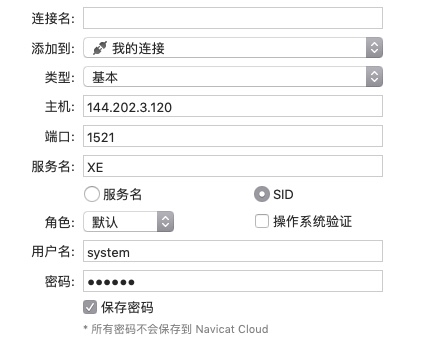 连接名:
添加到: 我的连接
类型: 基本
主机: 144.202.3.120
端口: 1521
服务名: XE
服务名 SID
角色: 默认 操作系统验证
用户名: system
密码: ●●●●●●
保存密码
* 所有密码不会保存到 Navicat Cloud